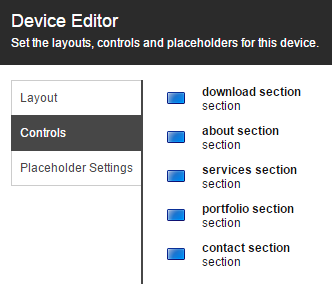 Device Editor
Set the layouts, controls and placeholders for this device.
Layout
Controls
Placeholder Settings
download section
section
about section
section
services section
section
portfolio section
section
contact section
section